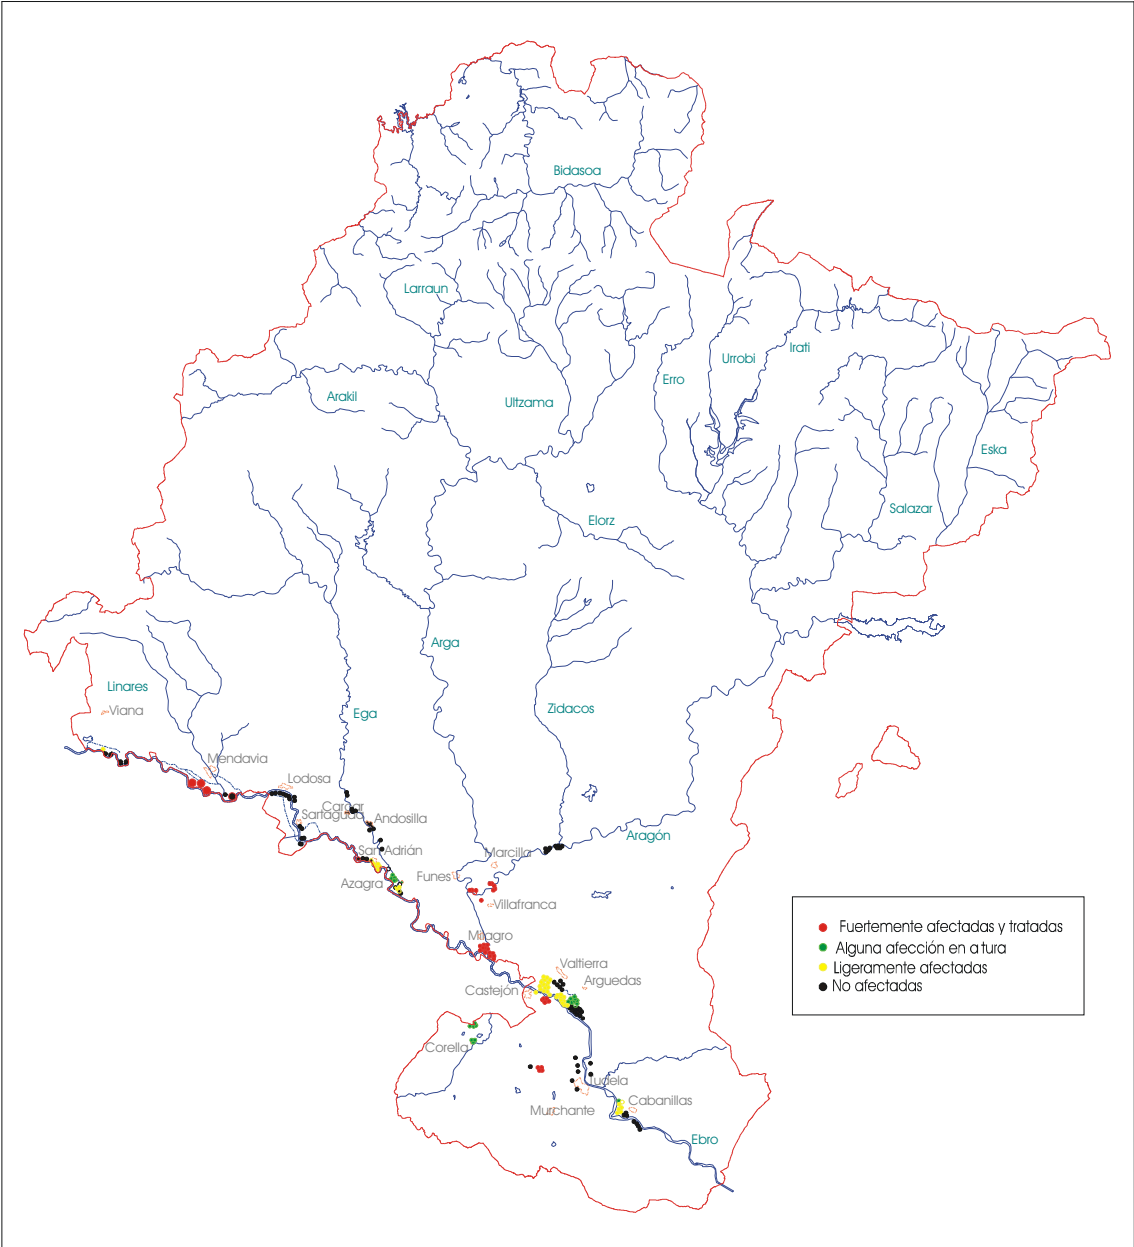 Bidasoa
Larraun
Urrobi
Irati
Erro
Arakil
Ultzama
Eska
Salazar
Elorz
Arga
Linares
Viana
Ega
Zidacos
Mendavia
Lodosa
Carcar
Sartaguda
Andosilla
Aragón
San Adrián
Marcilla
Azagra
Funes
Villafranca
Milagro
Valtierra
Castejón
Arguedas
Corella
Tudela
Murchante
Cabanillas
Ebro
Fuertemente afectadas y tratadas
Alguna afección en a tura
Ligeramente afectadas
No afectadas